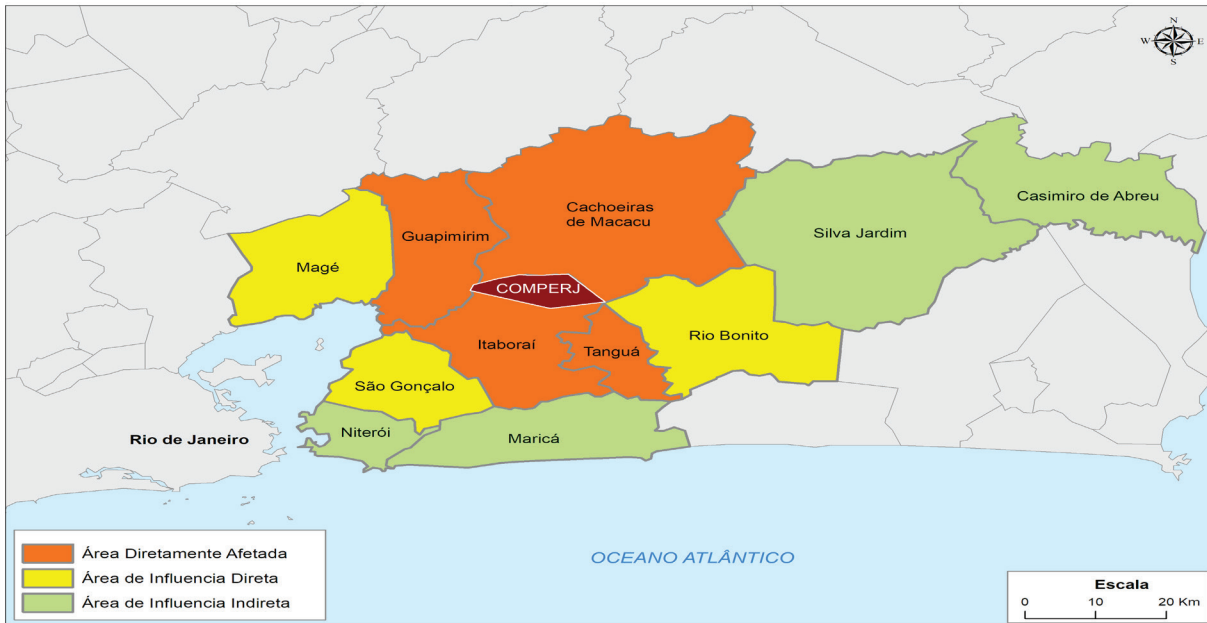 N
W E
S
Casimiro de Abreu
Cachoeiras
de Macacu
Silva Jardim
Guapimirim
Magé
COMPERJ
Rio Bonito
Itaboraí
Tanguá
São Gonçalo
Niterói
Maricá
Rio de Janeiro
OCEANO ATLÂNTICO
Área Diretamente Afetada
Área de Influencia Direta
Área de Influencia Indireta
Escala
0 10 20 Km